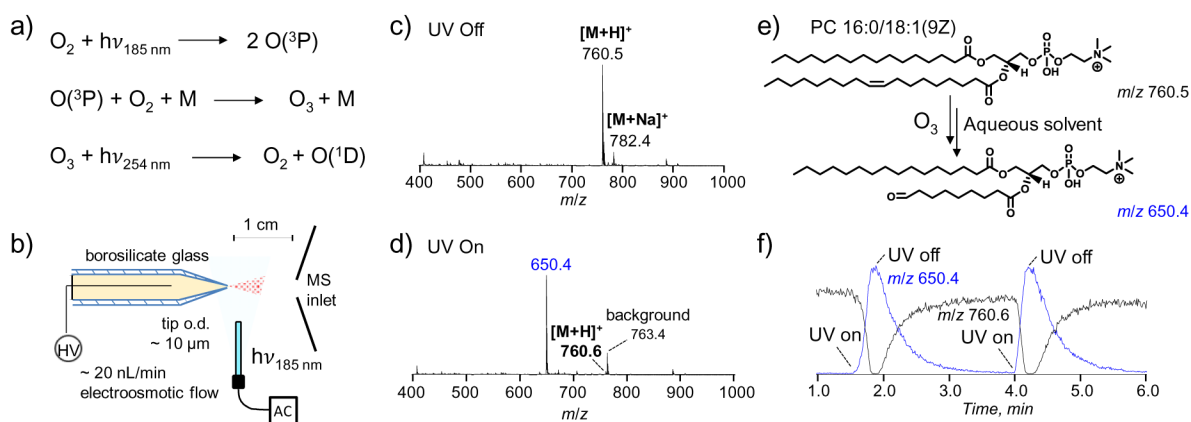 a)
O₂ + hν₁₈₅ ₙₘ ⟶ 2 O(³P)
O(³P) + O₂ + M ⟶ O₃ + M
O₃ + hν₂₅₄ ₙₘ ⟶ O₂ + O(¹D)
b)
1 cm
borosilicate glass
MS
inlet
tip o.d.
~ 10 µm
HV
hν₁₈₅ ₙₘ
~ 20 nL/min
electroosmotic flow
AC
c) UV Off
[M+H]⁺
760.5
[M+Na]⁺
782.4
400 500 600 700 800 900 1000
m/z
d) UV On
650.4
[M+H]⁺
760.6
background
763.4
400 500 600 700 800 900 1000
m/z
e) PC 16:0/18:1(9Z)
O
O
O
P
O
N
⊕
H
OH
O
O
m/z 760.5
O₃
Aqueous solvent
O
O
O
P
O
N
⊕
H
OH
O
O
O
m/z 650.4
f)
UV off
m/z 650.4
UV off
m/z 760.6
UV on
UV on
1.0 2.0 3.0 4.0 5.0 6.0
Time, min